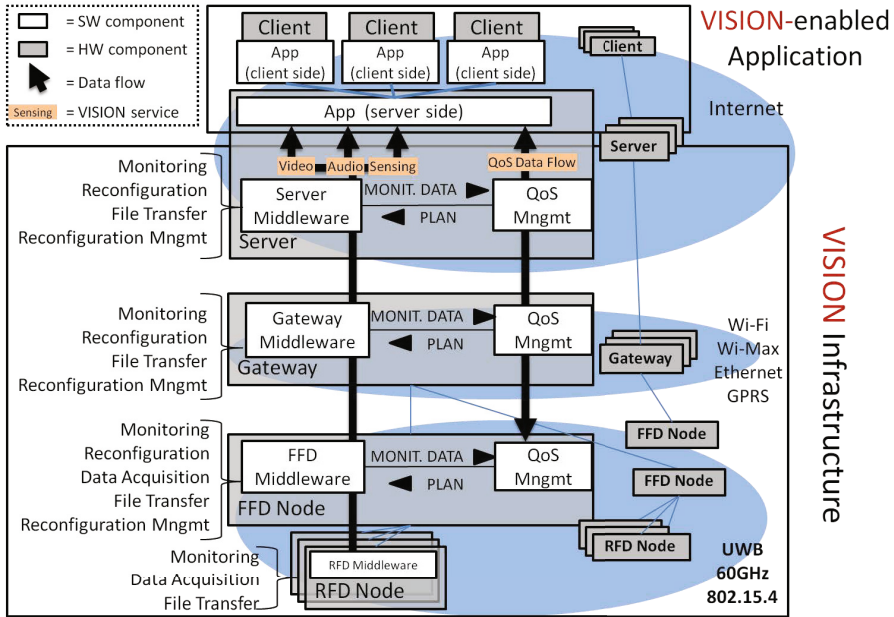 = SW component
= HW component
= Data flow
Sensing = VISION service
Client
Client
Client
App
(client side)
App
(client side)
App
(client side)
App (server side)
Client
VISION-enabled
Application
Internet
Server
Video
Audio
Sensing
QoS Data Flow
Monitoring
Reconfiguration
File Transfer
Reconfiguration Mngmt
Server
Middleware
MONIT. DATA
PLAN
QoS
Mngmt
Server
Monitoring
Reconfiguration
File Transfer
Reconfiguration Mngmt
Gateway
Middleware
MONIT. DATA
PLAN
QoS
Mngmt
Gateway
Gateway
Wi-Fi
Wi-Max
Ethernet
GPRS
VISION Infrastructure
Monitoring
Reconfiguration
Data Acquisition
File Transfer
Reconfiguration Mngmt
FFD
Middleware
MONIT. DATA
PLAN
QoS
Mngmt
FFD Node
FFD Node
FFD Node
RFD Node
UWB
60GHz
802.15.4
Monitoring
Data Acquisition
File Transfer
RFD Middleware
RFD Node